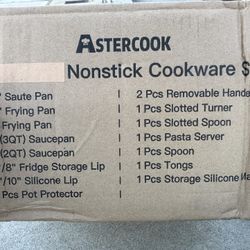 ASTERCOOK
Nonstick Cookware S
" Saute Pan
" Frying Pan
Frying Pan
(3QT) Saucepan
(2QT) Saucepan
"/8" Fridge Storage Lip
"/10" Silicone Lip
Pcs Pot Protector
2 Pcs Removable Hand
1 Pcs Slotted Turner
1 Pcs Slotted Spoon
1 Pcs Pasta Server
1 Pcs Spoon
1 Pcs Tongs
1 Pcs Storage Silicone